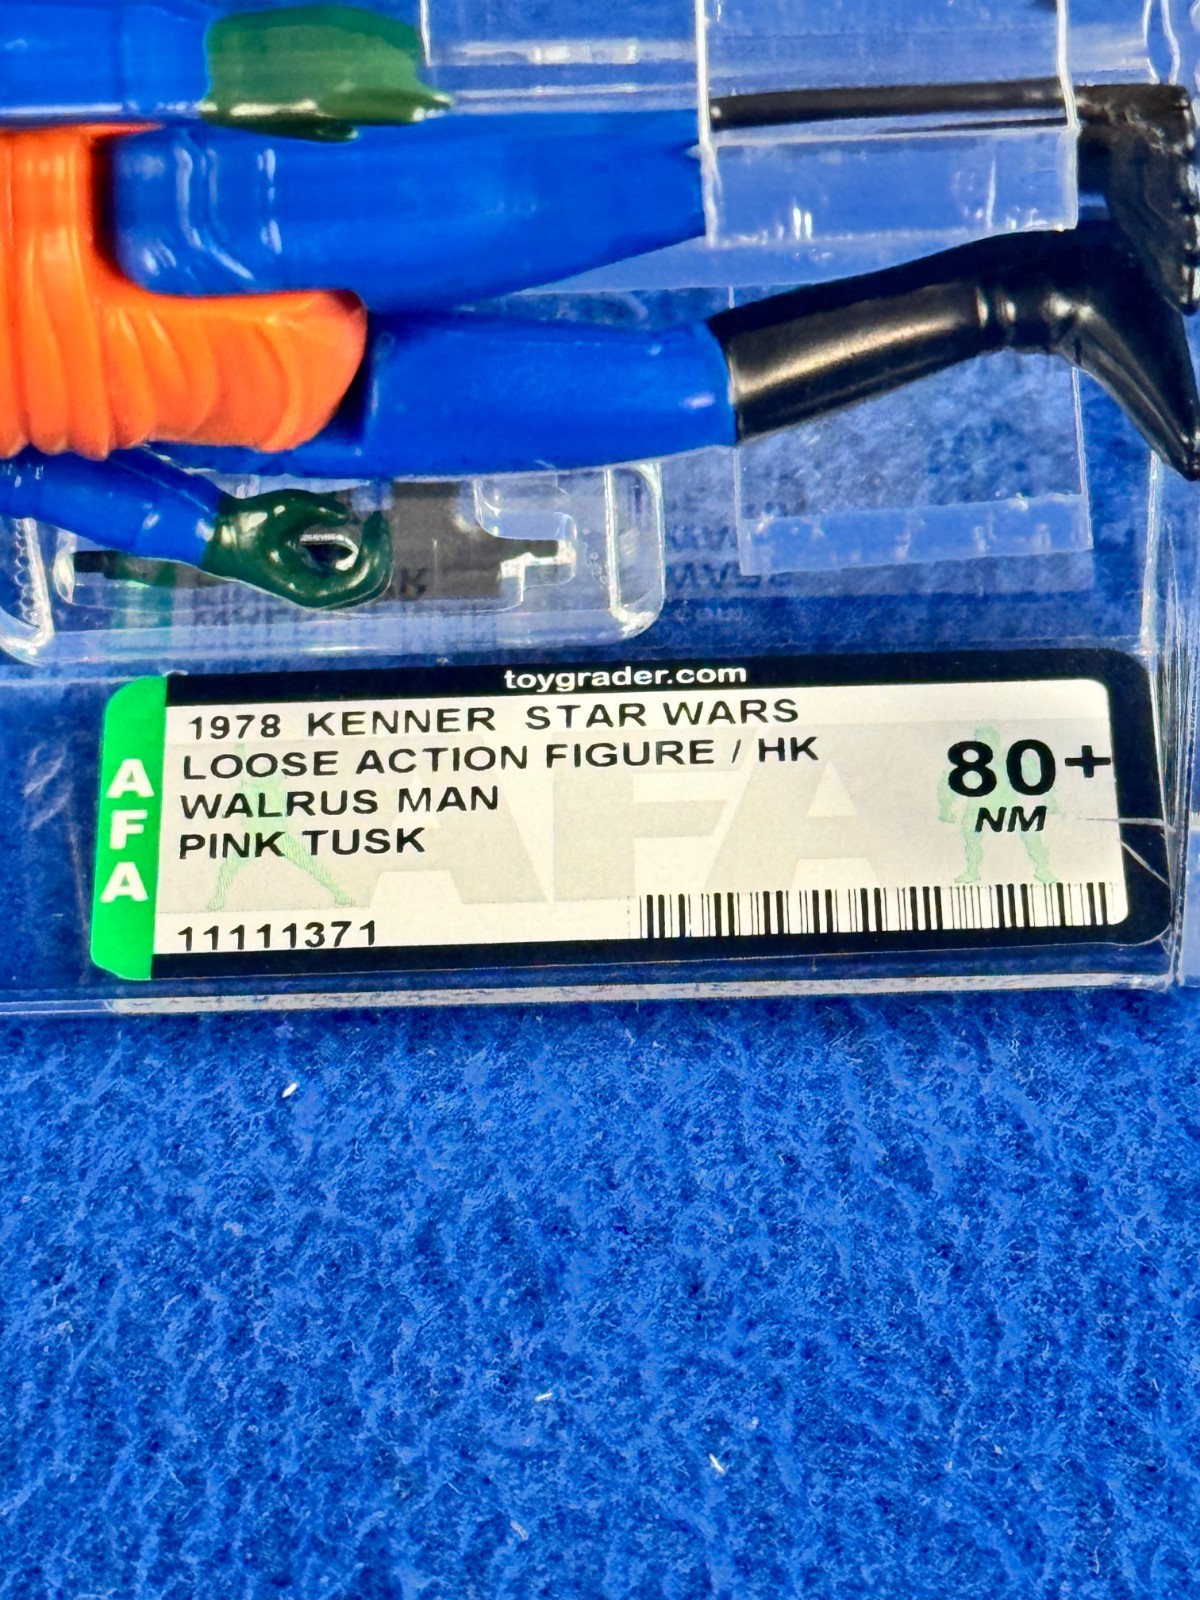 toygrader.com
1978 KENNER STAR WARS
LOOSE ACTION FIGURE / HK
WALRUS MAN
PINK TUSK
80+
NM
AFA
11111371